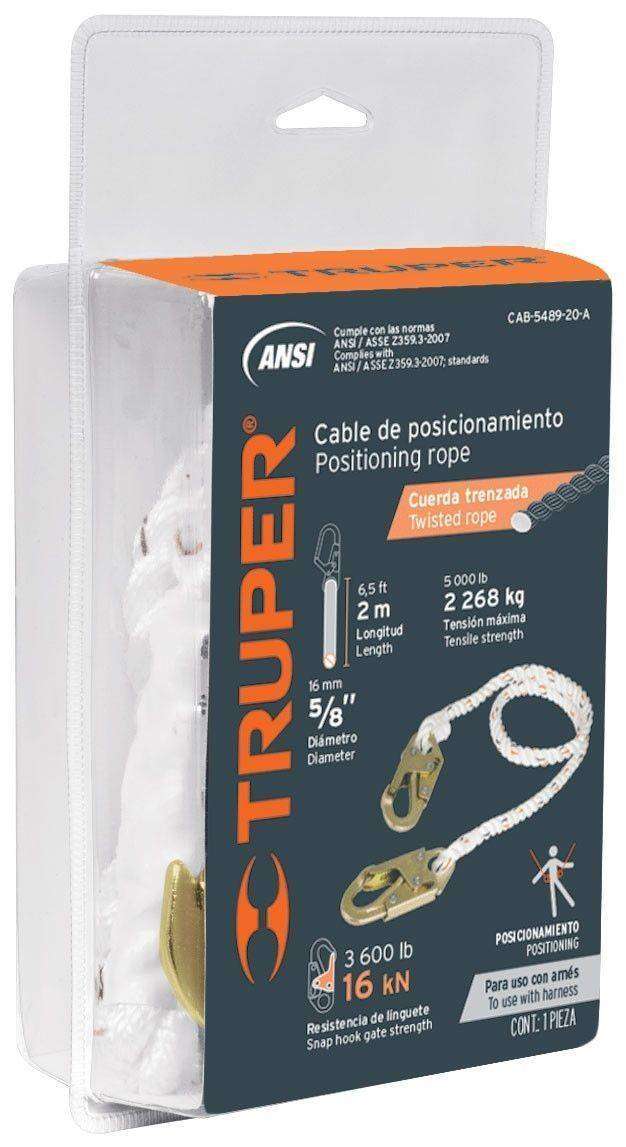 TRUPER
CAB-5489-20-A
ANSI
Cumple con las normas
ANSI / ASSE Z359.3-2007
Complies with
ANSI / ASSE Z359.3-2007; standards
TRUPER®
Cable de posicionamiento
Positioning rope
Cuerda trenzada
Twisted rope
6,5 ft
2 m
Longitud
Length
5 000 lb
2 268 kg
Tensión máxima
Tensile strength
16 mm
5/8"
Diámetro
Diameter
3 600 lb
16 kN
Resistencia de linguete
Snap hook gate strength
POSICIONAMIENTO
POSITIONING
Para uso con arnés
To use with harness
CONT.: 1 PIEZA